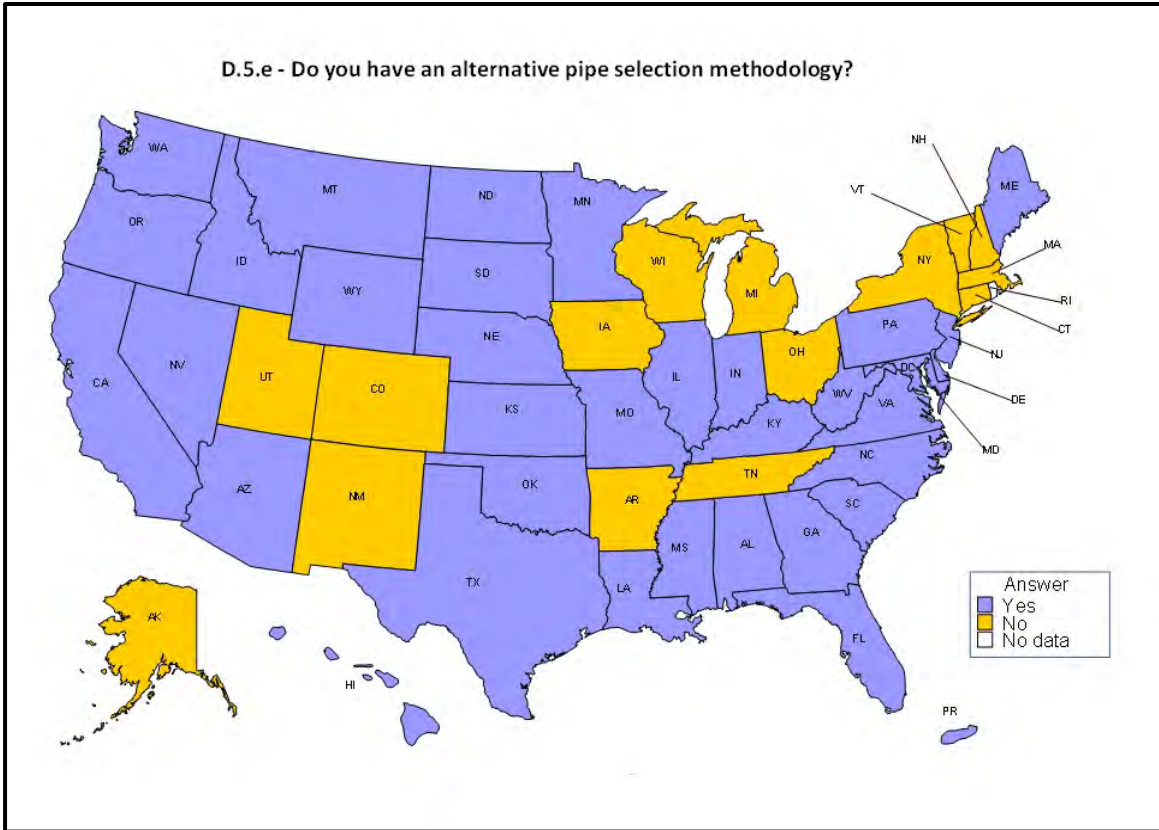 D.5.e - Do you have an alternative pipe selection methodology?
NH
WA
VT
ME
MT
ND
MN
OR
MA
ID
SD
WI
NY
WY
MI
RI
PA
CT
NE
IA
NV
OH
NJ
UT
IL
IN
DC
CA
CO
WV
DE
KS
MO
VA
KY
MD
NC
TN
AZ
OK
NM
AR
SC
GA
MS
AL
TX
LA
Answer
Yes
No
No data
AK
FL
HI
PR